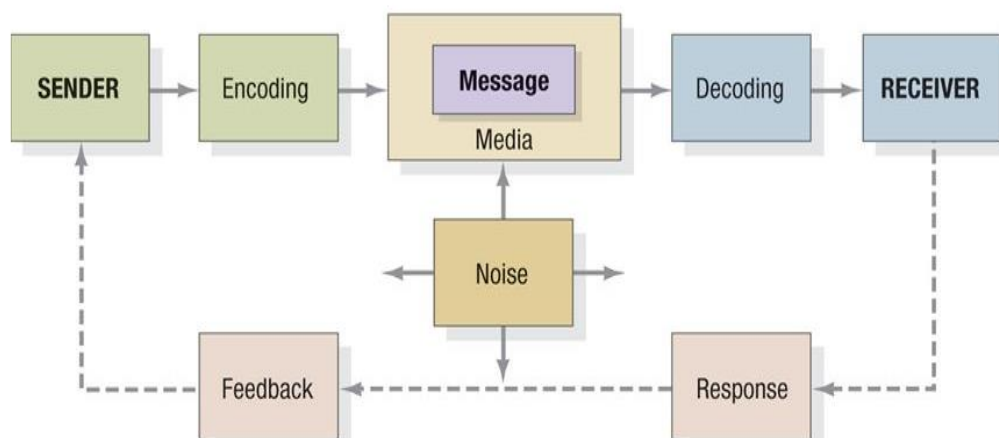 SENDER
Encoding
Message
Media
Decoding
RECEIVER
Noise
Feedback
Response